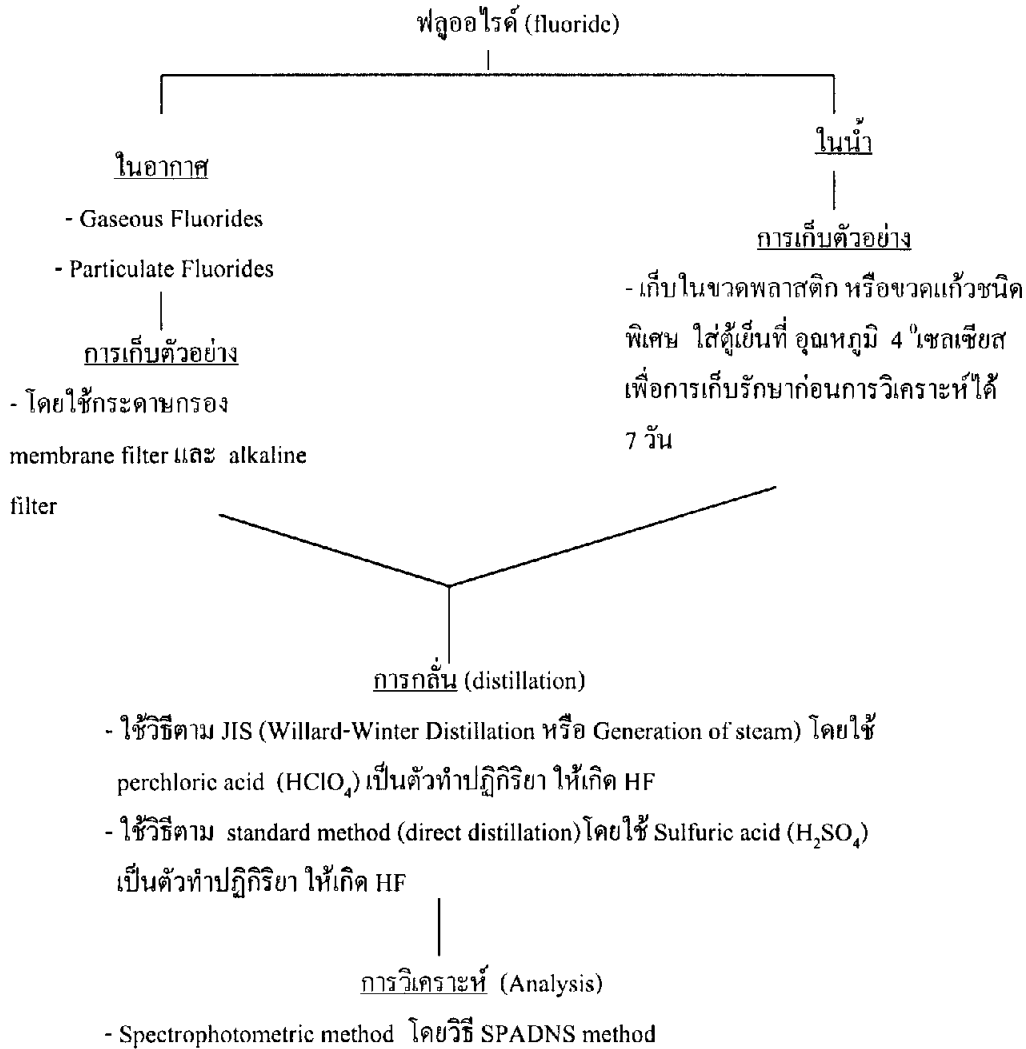 ฟลูออไรด์ (fluoride)
ในอากาศ
- Gaseous Fluorides
- Particulate Fluorides
การเก็บตัวอย่าง
- โดยใช้กระดาษกรอง
membrane filter และ alkaline
filter
ในน้ำ
การเก็บตัวอย่าง
- เก็บในขวดพลาสติก หรือขวดแก้วชนิด
พิเศษ ใส่ตู้เย็นที่ อุณหภูมิ 4 ⁰เซลเซียส
เพื่อการเก็บรักษาก่อนการวิเคราะห์ได้
7 วัน
การกลั่น (distillation)
- ใช้วิธีตาม JIS (Willard-Winter Distillation หรือ Generation of steam) โดยใช้
perchloric acid (HClO₄) เป็นตัวทำปฏิกิริยา ให้เกิด HF
- ใช้วิธีตาม standard method (direct distillation)โดยใช้ Sulfuric acid (H₂SO₄)
เป็นตัวทำปฏิกิริยา ให้เกิด HF
การวิเคราะห์ (Analysis)
- Spectrophotometric method โดยวิธี SPADNS method